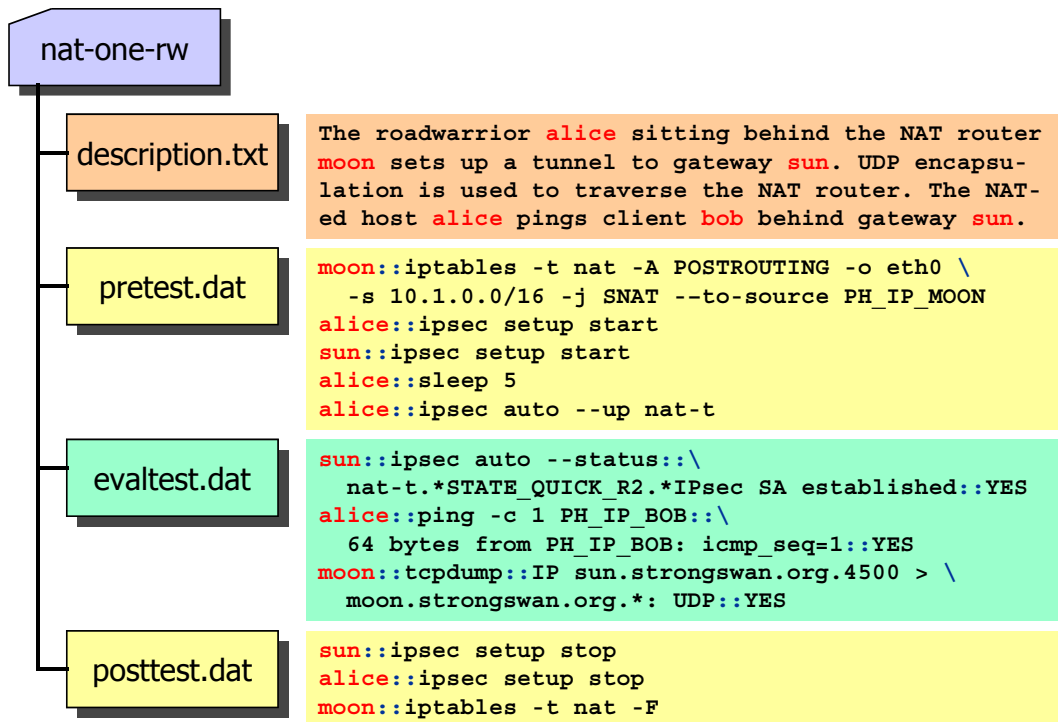 nat-one-rw
description.txt
The roadwarrior alice sitting behind the NAT router
moon sets up a tunnel to gateway sun. UDP encapsu-
lation is used to traverse the NAT router. The NAT-
ed host alice pings client bob behind gateway sun.
pretest.dat
moon::iptables -t nat -A POSTROUTING -o eth0 \
-s 10.1.0.0/16 -j SNAT --to-source PH_IP_MOON
alice::ipsec setup start
sun::ipsec setup start
alice::sleep 5
alice::ipsec auto --up nat-t
evaltest.dat
sun::ipsec auto --status::\
nat-t.*STATE_QUICK_R2.*IPsec SA established::YES
alice::ping -c 1 PH_IP_BOB::\
64 bytes from PH_IP_BOB: icmp_seq=1::YES
moon::tcpdump::IP sun.strongswan.org.4500 > \
moon.strongswan.org.*: UDP::YES
posttest.dat
sun::ipsec setup stop
alice::ipsec setup stop
moon::iptables -t nat -F